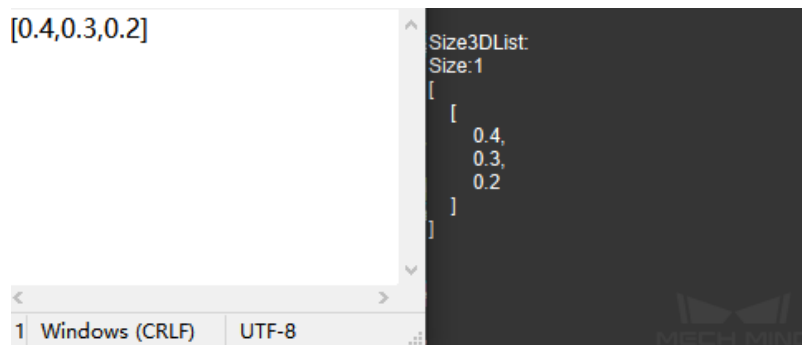 [0.4,0.3,0.2]
1 Windows (CRLF) UTF-8
Size3DList:
Size:1
[
[
0.4,
0.3,
0.2
]
]
MECH MIND